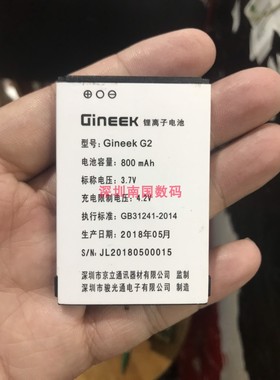 Gineek 锂离子电池
型号: Gineek G2
电池容量: 800 mAh
标称电压: 3.7V
深圳南国数码
充电限制电压: 4.2V
执行标准: GB31241-2014
生产日期: 2018年05月
S/N: JL20180500015
深圳市京立通讯器材有限公司 监制
深圳市骏光通电子有限公司 制造